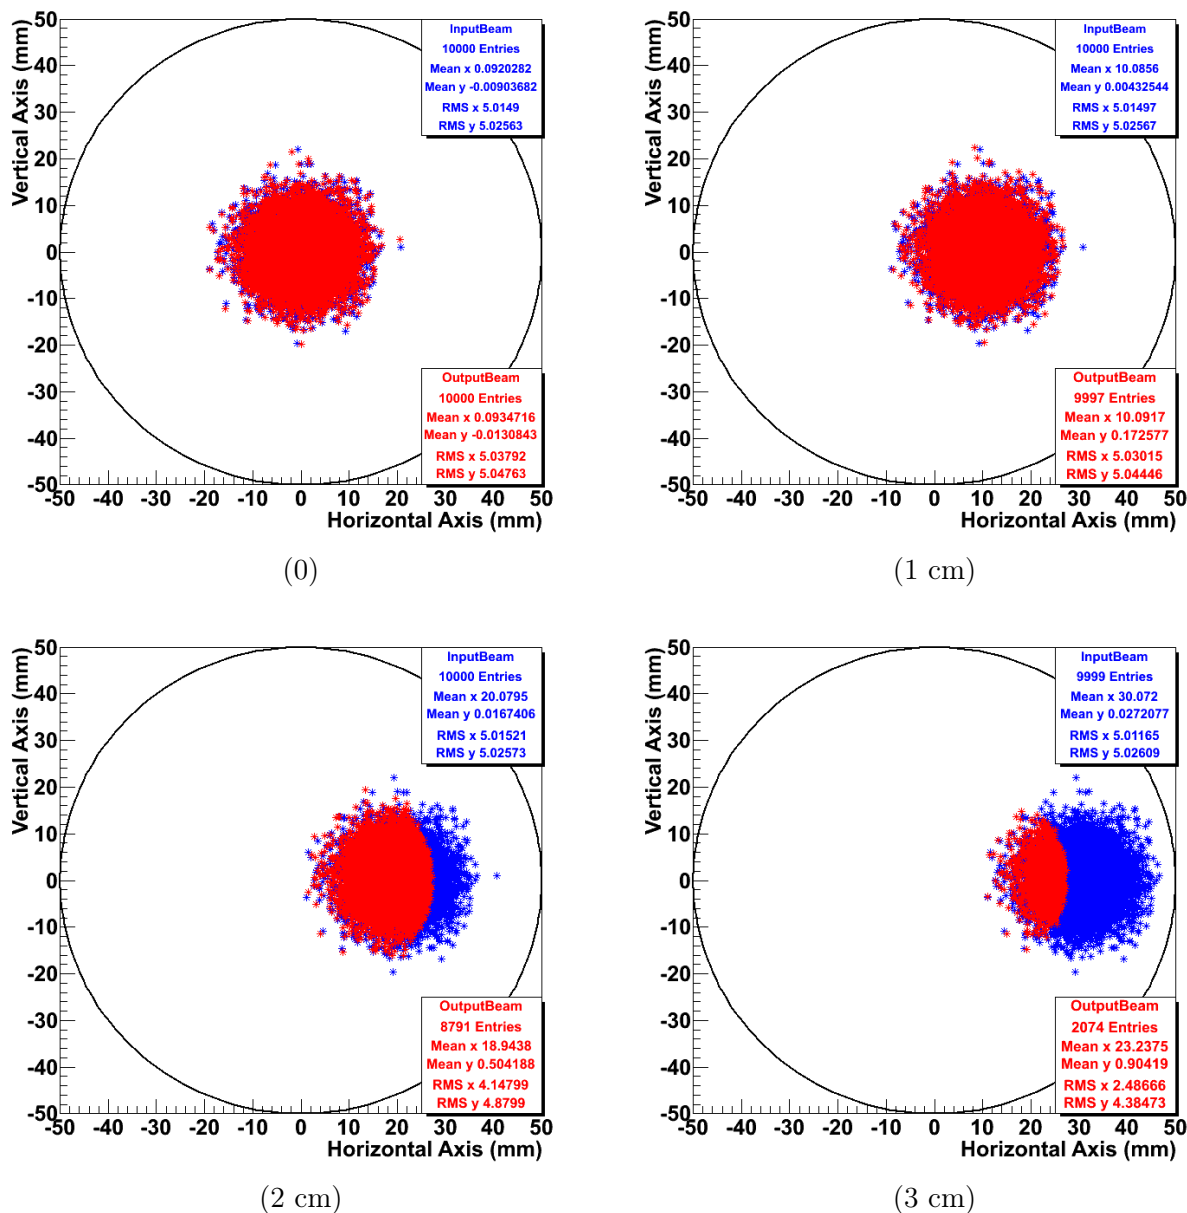 50
40
30
20
10
0
-10
-20
-30
-40
-50
Vertical Axis (mm)
InputBeam
10000 Entries
Mean x 0.0920282
Mean y -0.00903682
RMS x 5.0149
RMS y 5.02563
OutputBeam
10000 Entries
Mean x 0.0934716
Mean y -0.0130843
RMS x 5.03792
RMS y 5.04763
-50 -40 -30 -20 -10 0 10 20 30 40 50
Horizontal Axis (mm)
(0)
50
40
30
20
10
0
-10
-20
-30
-40
-50
Vertical Axis (mm)
InputBeam
10000 Entries
Mean x 10.0856
Mean y 0.00432544
RMS x 5.01497
RMS y 5.02567
OutputBeam
9997 Entries
Mean x 10.0917
Mean y 0.172577
RMS x 5.03015
RMS y 5.04446
-50 -40 -30 -20 -10 0 10 20 30 40 50
Horizontal Axis (mm)
(1 cm)
50
40
30
20
10
0
-10
-20
-30
-40
-50
Vertical Axis (mm)
InputBeam
10000 Entries
Mean x 20.0795
Mean y 0.0167406
RMS x 5.01521
RMS y 5.02573
OutputBeam
8791 Entries
Mean x 18.9438
Mean y 0.504188
RMS x 4.14799
RMS y 4.8799
-50 -40 -30 -20 -10 0 10 20 30 40 50
Horizontal Axis (mm)
(2 cm)
50
40
30
20
10
0
-10
-20
-30
-40
-50
Vertical Axis (mm)
InputBeam
9999 Entries
Mean x 30.072
Mean y 0.0272077
RMS x 5.01165
RMS y 5.02609
OutputBeam
2074 Entries
Mean x 23.2375
Mean y 0.90419
RMS x 2.48666
RMS y 4.38473
-50 -40 -30 -20 -10 0 10 20 30 40 50
Horizontal Axis (mm)
(3 cm)